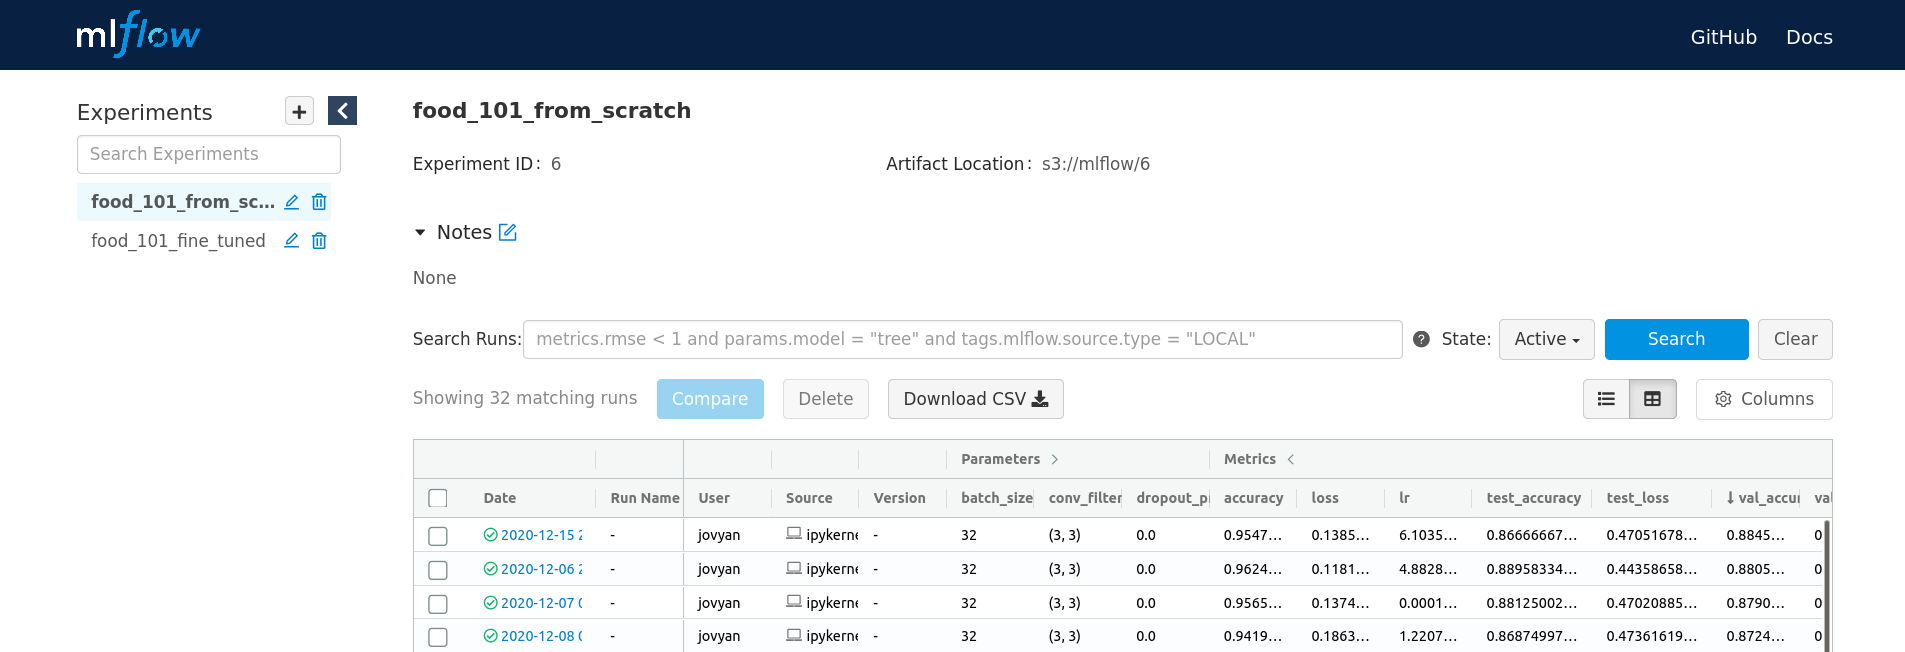 mlflow
GitHub Docs
Experiments
Search Experiments
food_101_from_sc...
food_101_fine_tuned
food_101_from_scratch
Experiment ID: 6 Artifact Location: s3://mlflow/6
Notes
None
Search Runs: metrics.rmse < 1 and params.model = "tree" and tags.mlflow.source.type = "LOCAL" ? State: Active Search Clear
Showing 32 matching runs Compare Delete Download CSV Columns
Parameters > Metrics <
Date Run Name User Source Version batch_size conv_filter dropout_p accuracy loss lr test_accuracy test_loss ↓ val_accur val
2020-12-15 2 - jovyan ipykerne - 32 (3, 3) 0.0 0.9547... 0.1385... 6.1035... 0.86666667... 0.47051678... 0.8845... 0
2020-12-06 2 - jovyan ipykerne - 32 (3, 3) 0.0 0.9624... 0.1181... 4.8828... 0.88958334... 0.44358658... 0.8805... 0
2020-12-07 0 - jovyan ipykerne - 32 (3, 3) 0.0 0.9565... 0.1374... 0.0001... 0.88125002... 0.47020885... 0.8790... 0
2020-12-08 0 - jovyan ipykerne - 32 (3, 3) 0.0 0.9419... 0.1863... 1.2207... 0.86874997... 0.47361619... 0.8724... 0